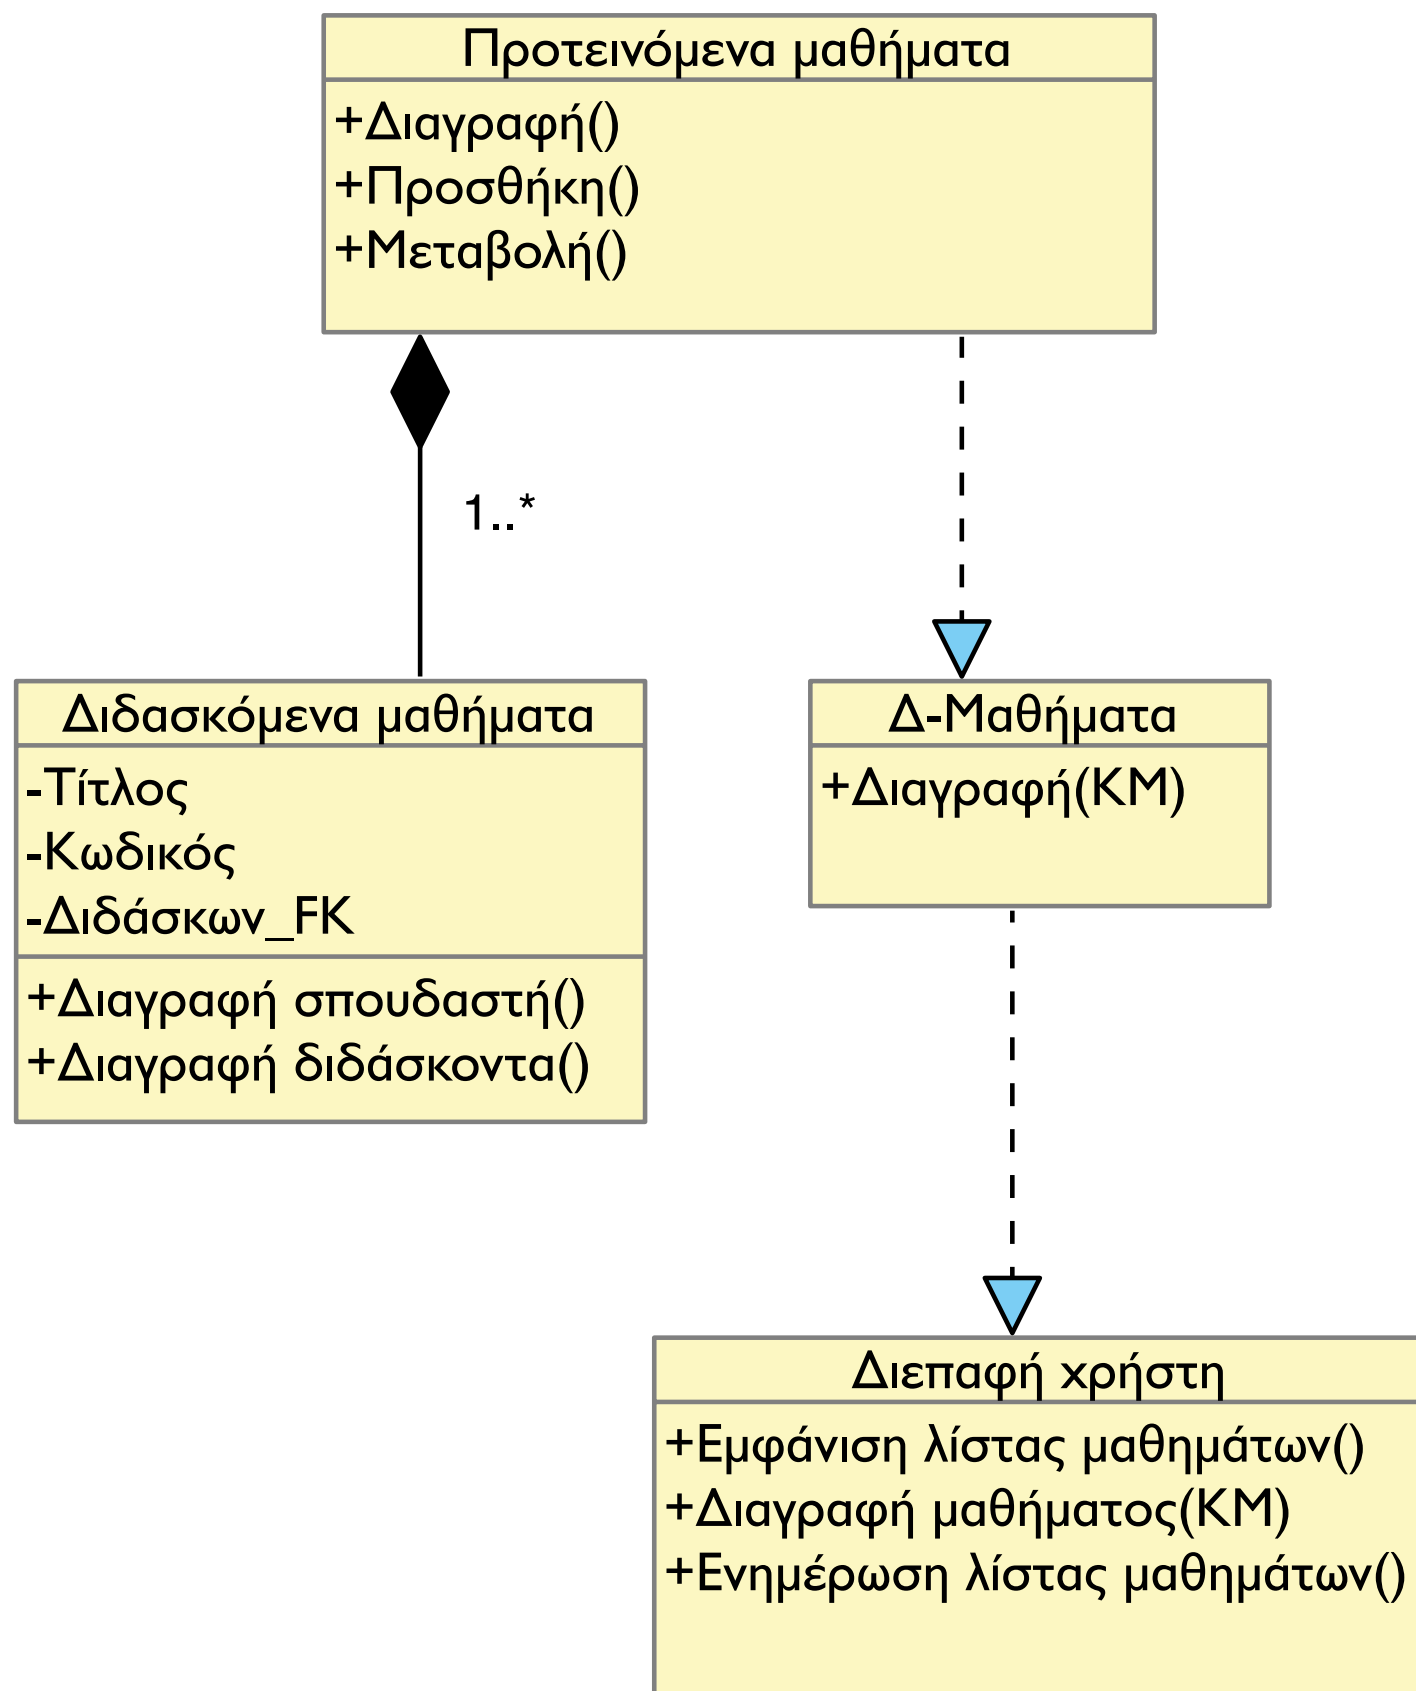 Προτεινόμενα μαθήματα
+Διαγραφή()
+Προσθήκη()
+Μεταβολή()
1..*
Διδασκόμενα μαθήματα
-Τίτλος
-Κωδικός
-Διδάσκων_FK
+Διαγραφή σπουδαστή()
+Διαγραφή διδάσκοντα()
Δ-Μαθήματα
+Διαγραφή(ΚΜ)
Διεπαφή χρήστη
+Εμφάνιση λίστας μαθημάτων()
+Διαγραφή μαθήματος(ΚΜ)
+Ενημέρωση λίστας μαθημάτων()